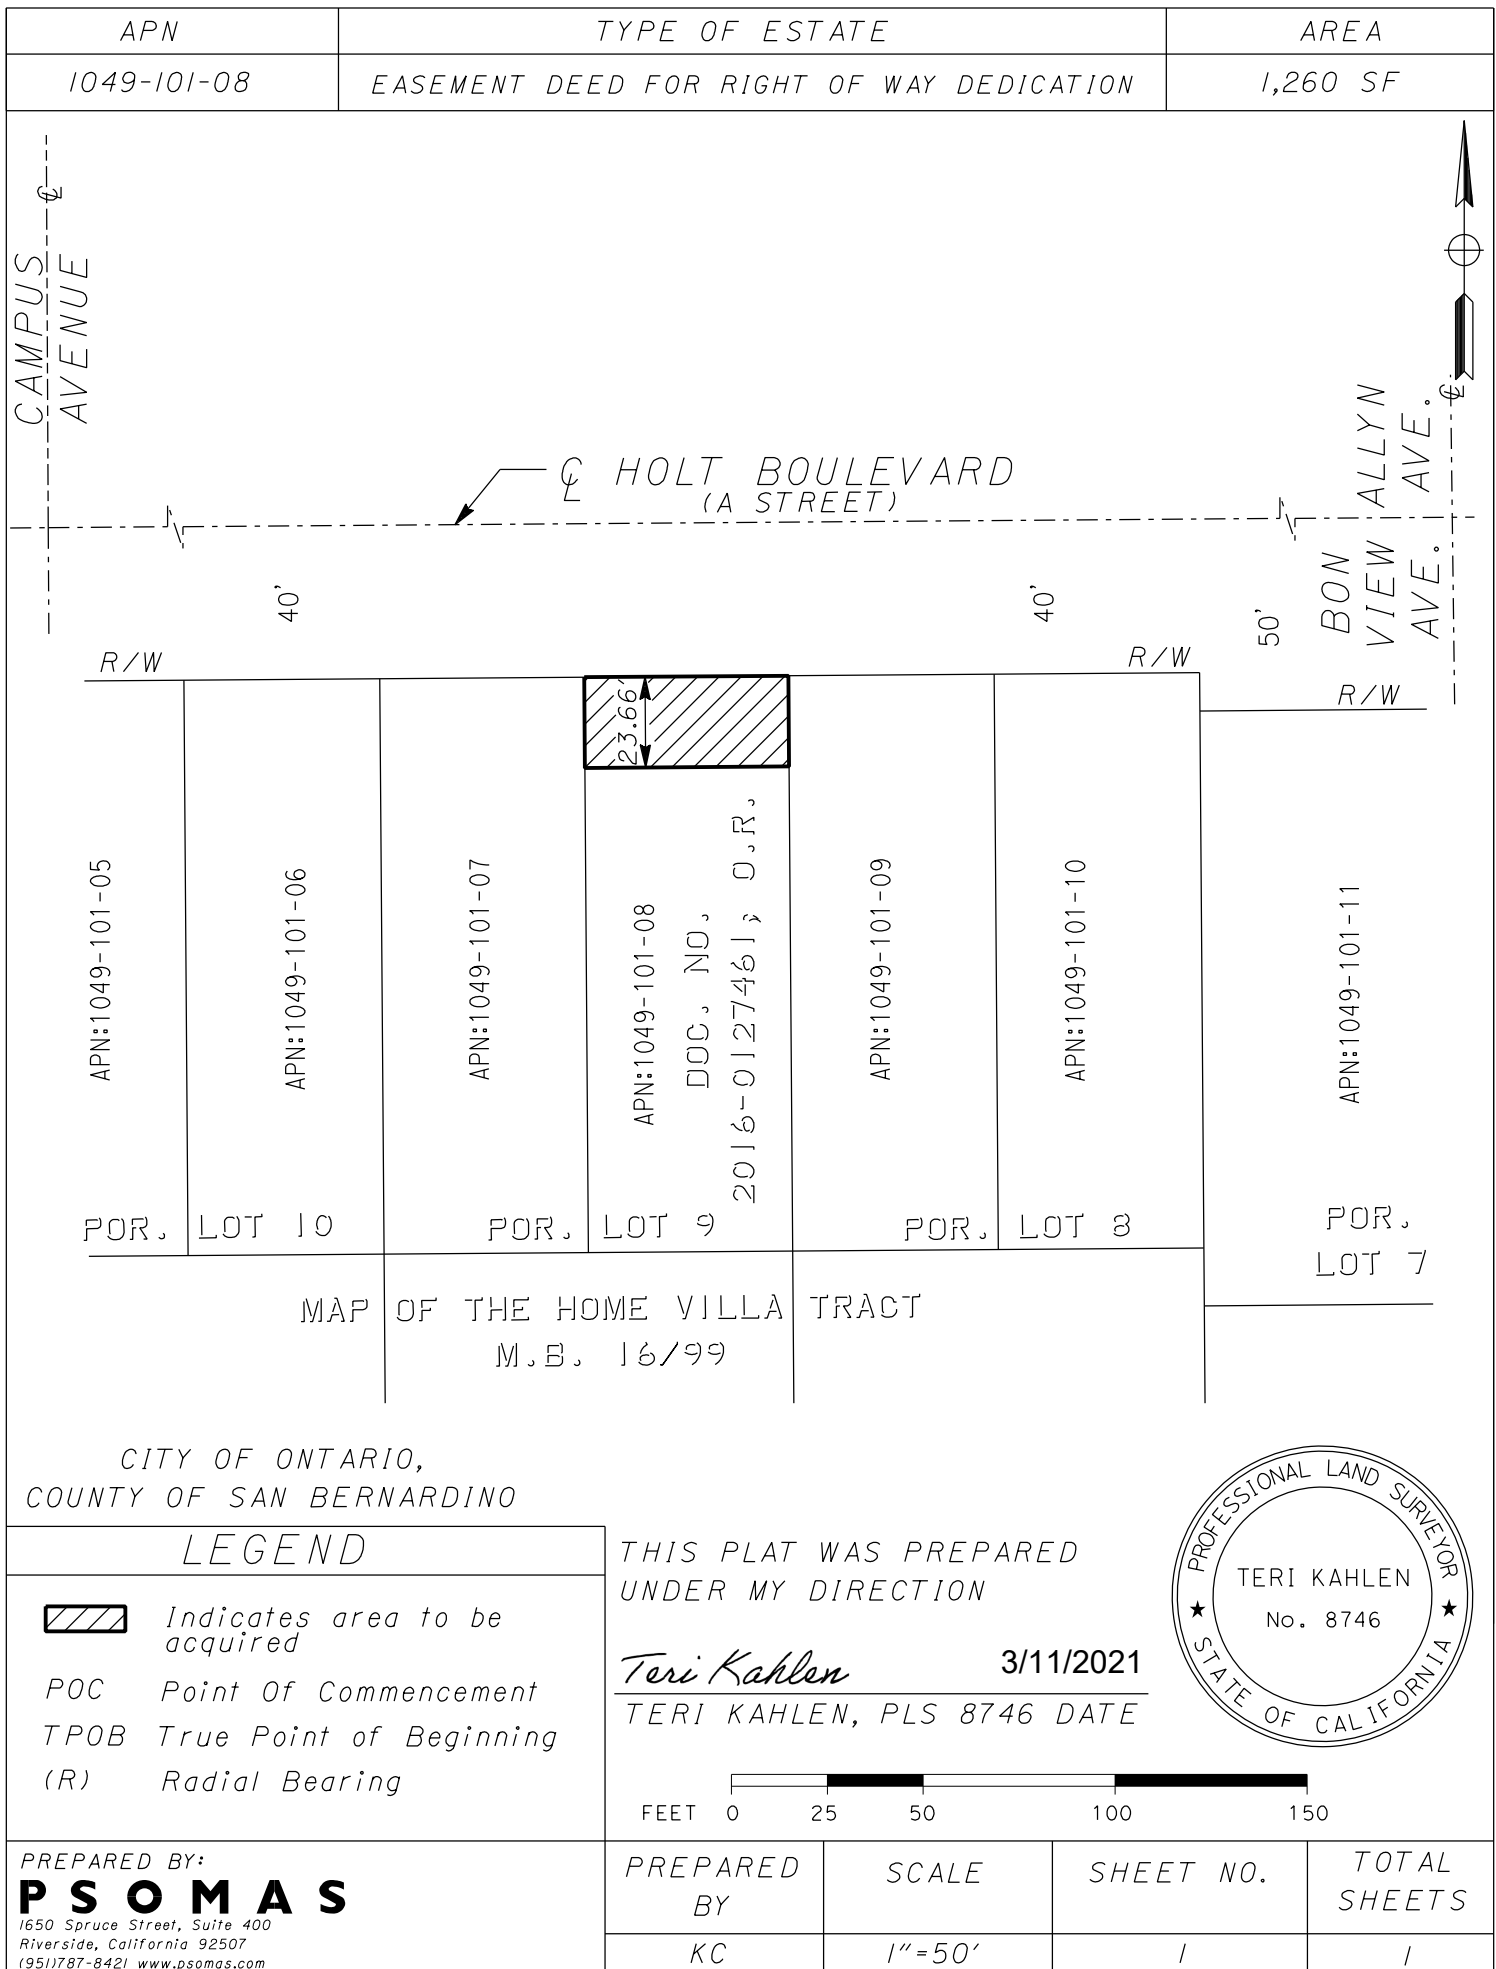 APN
TYPE OF ESTATE
AREA
1049-101-08
EASEMENT DEED FOR RIGHT OF WAY DEDICATION
1,260 SF
℄
CAMPUS
AVENUE
℄
ALLYN
AVE.
℄ HOLT BOULEVARD
(A STREET)
BON
VIEW
AVE.
40'
40'
50'
R/W
R/W
R/W
23.66'
APN:1049-101-05
APN:1049-101-06
APN:1049-101-07
APN:1049-101-08
DOC. NO.
2016-0127461, O.R.
APN:1049-101-09
APN:1049-101-10
APN:1049-101-11
POR. LOT 10
POR. LOT 9
POR. LOT 8
POR.
LOT 7
MAP OF THE HOME VILLA TRACT
M.B. 16/99
CITY OF ONTARIO,
COUNTY OF SAN BERNARDINO
LEGEND
Indicates area to be
acquired
POC Point Of Commencement
TPOB True Point of Beginning
(R) Radial Bearing
THIS PLAT WAS PREPARED
UNDER MY DIRECTION
Teri Kahlen 3/11/2021
TERI KAHLEN, PLS 8746 DATE
PROFESSIONAL LAND SURVEYOR
TERI KAHLEN
No. 8746
★ STATE OF CALIFORNIA ★
FEET 0 25 50 100 150
PREPARED BY:
PSOMAS
1650 Spruce Street, Suite 400
Riverside, California 92507
(951)787-8421 www.psomas.com
PREPARED
BY
SCALE
SHEET NO.
TOTAL
SHEETS
KC
1"=50'
1
1